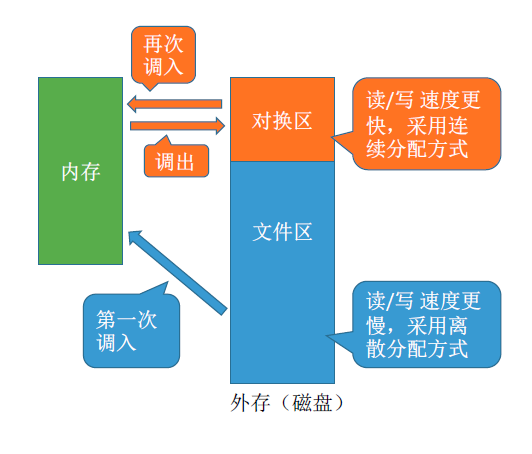 再次
调入
调出
内存
对换区
读/写 速度更
快，采用连
续分配方式
文件区
第一次
调入
读/写 速度更
慢，采用离
散分配方式
外存（磁盘）